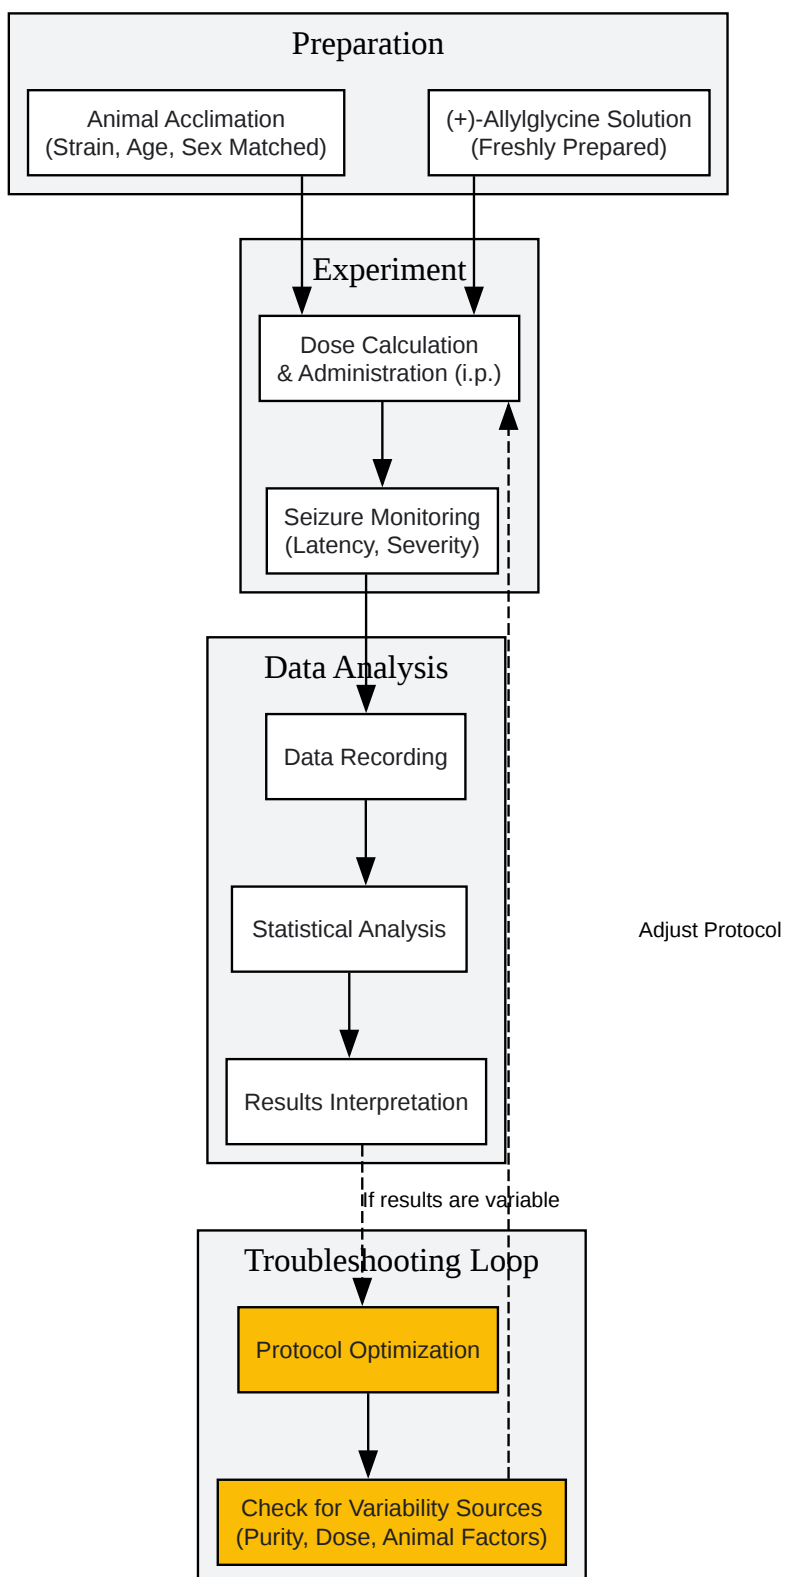 Preparation
Animal Acclimation
(Strain, Age, Sex Matched)
(+)-Allylglycine Solution
(Freshly Prepared)
Experiment
Dose Calculation
& Administration (i.p.)
Seizure Monitoring
(Latency, Severity)
Data Analysis
Data Recording
Statistical Analysis
Adjust Protocol
Results Interpretation
If results are variable
Troubleshooting Loop
Protocol Optimization
Check for Variability Sources
(Purity, Dose, Animal Factors)